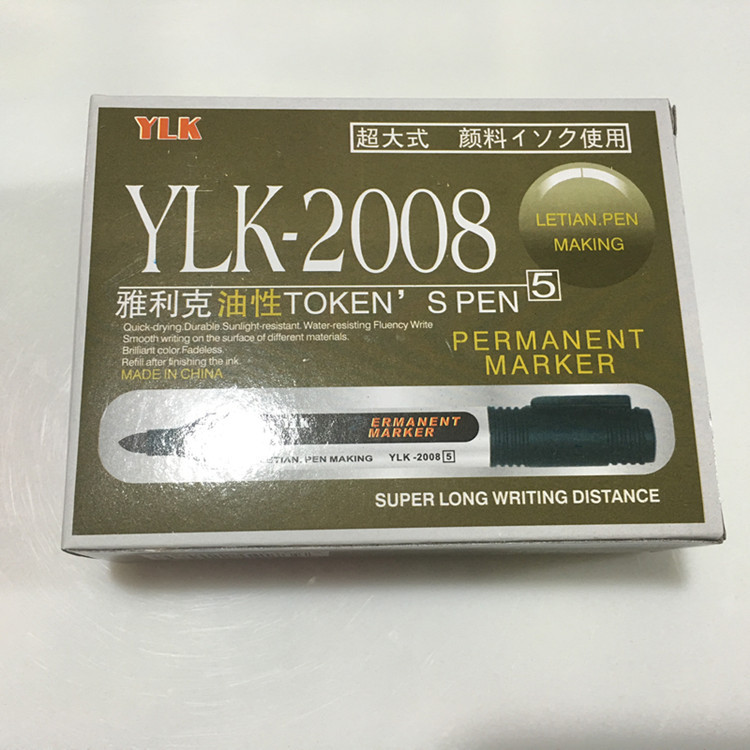 YLK
超大式 颜料イソク使用
YLK-2008
LETIAN.PEN
MAKING
雅利克油性TOKEN'S PEN 5
Quick-drying.Durable.Sunlight-resistant. Water-resisting Fluency Write
Smooth writing on the surface of different materials.
Brilliant color.Fadeless.
Refill after finishing the ink.
MADE IN CHINA
PERMANENT
MARKER
YLK
ERMANENT
MARKER
LETIAN. PEN MAKING YLK-2008 5
SUPER LONG WRITING DISTANCE